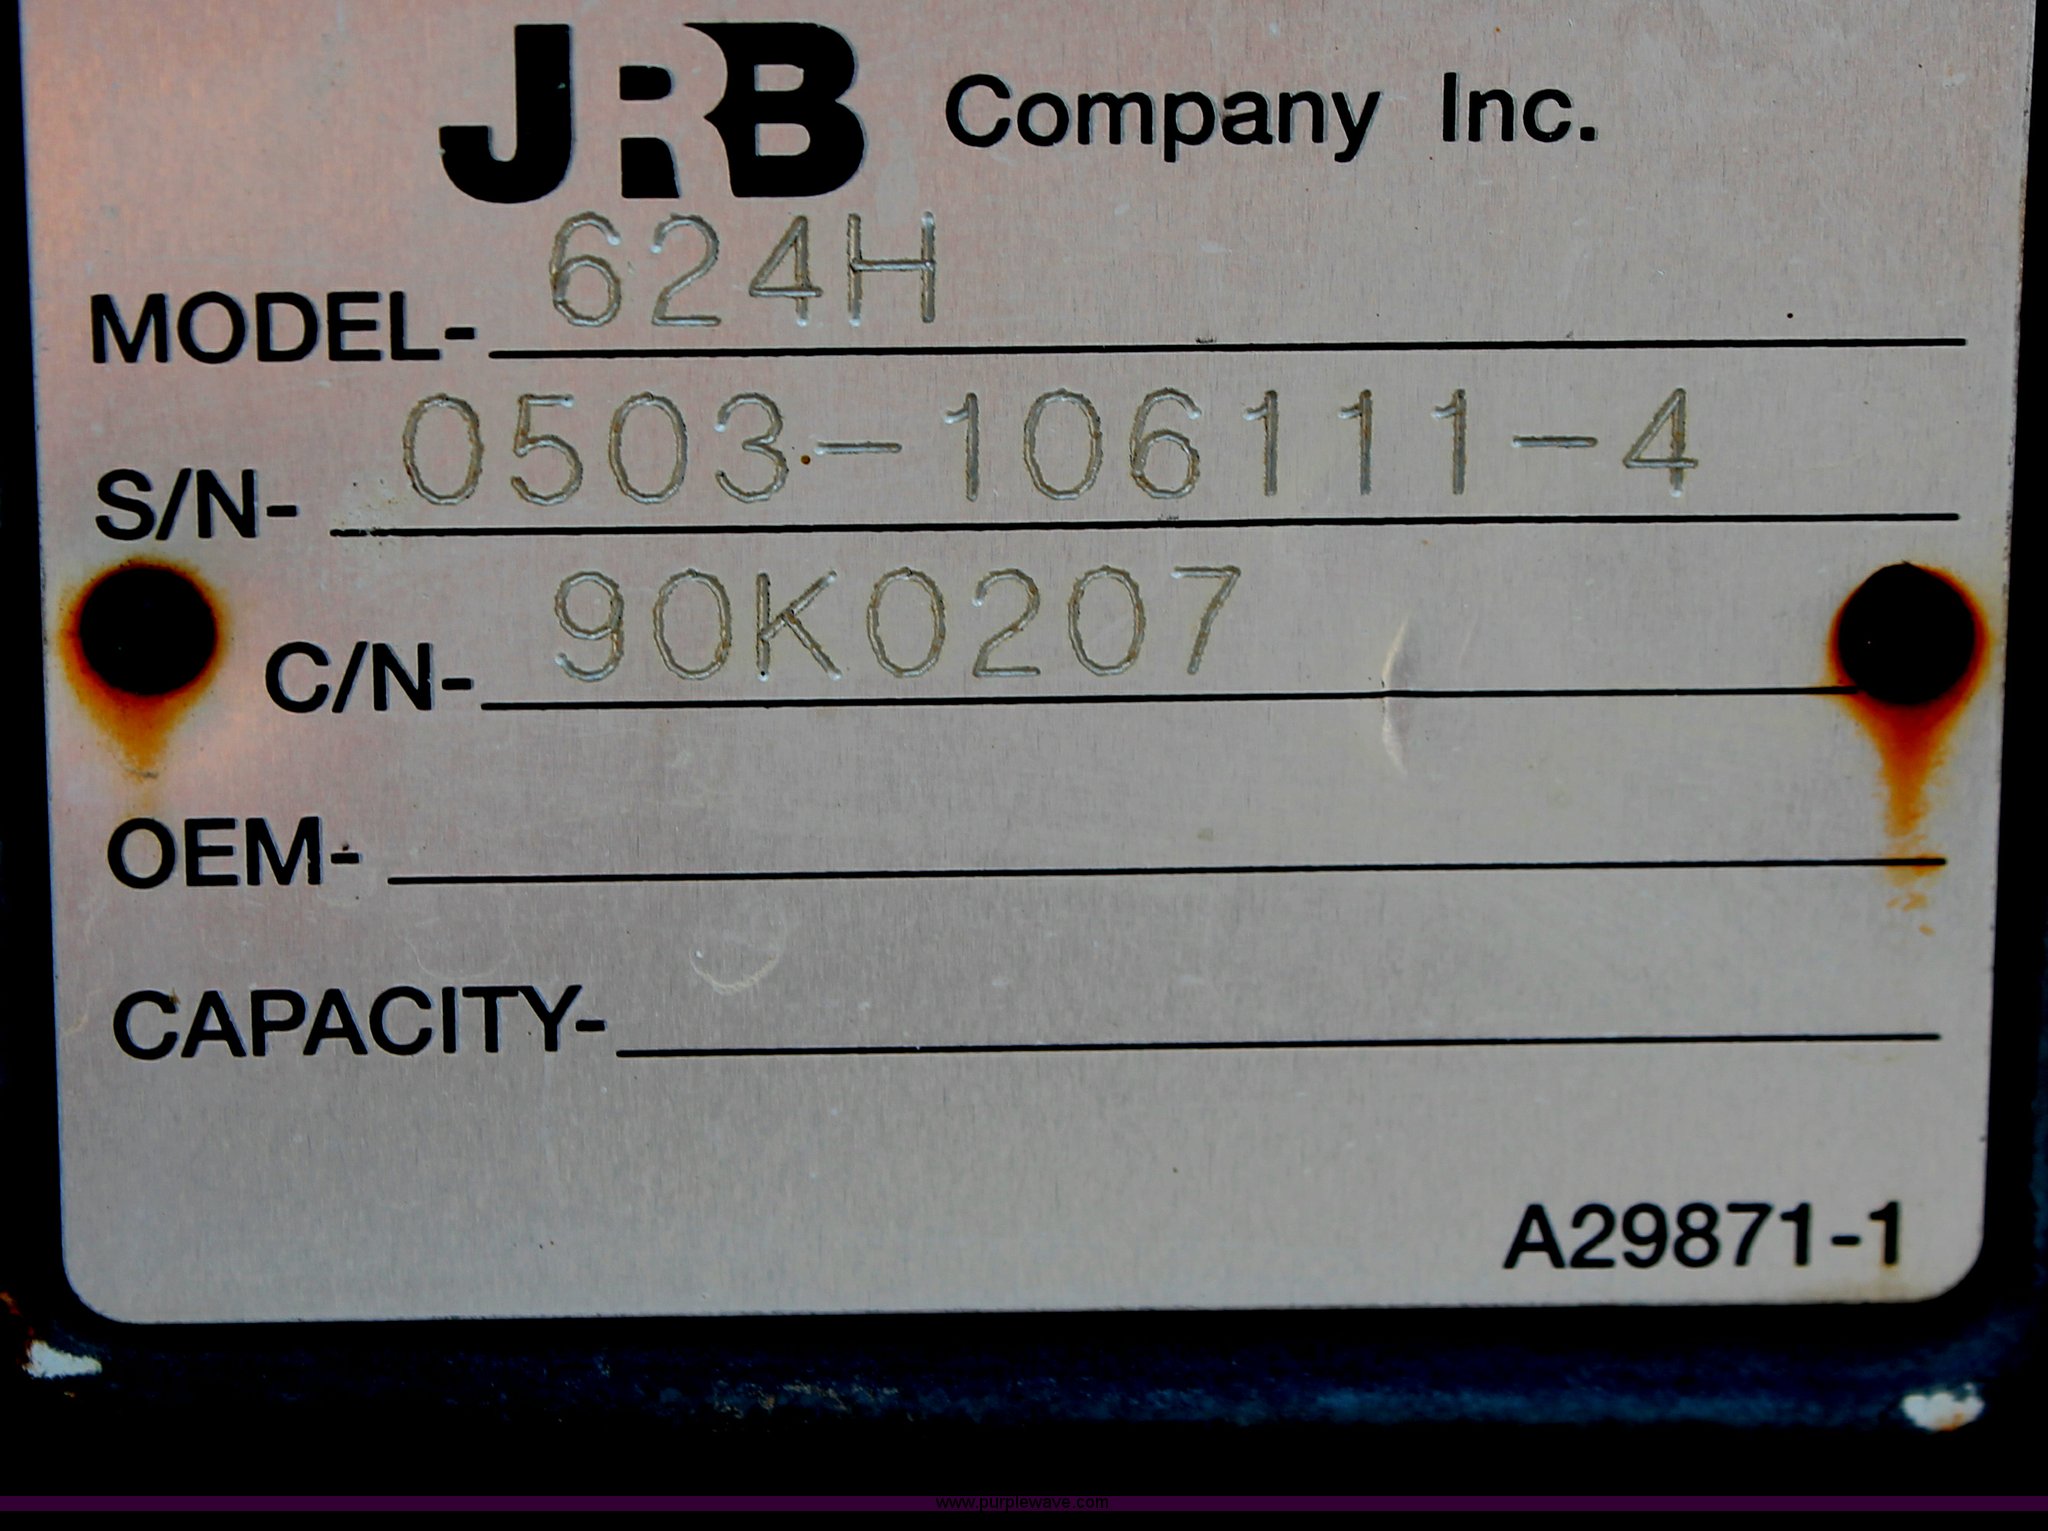 JRB Company Inc.
MODEL- 624H
S/N- 0503-106111-4
C/N- 90K0207
OEM-
CAPACITY-
A29871-1
www.purplewave.com